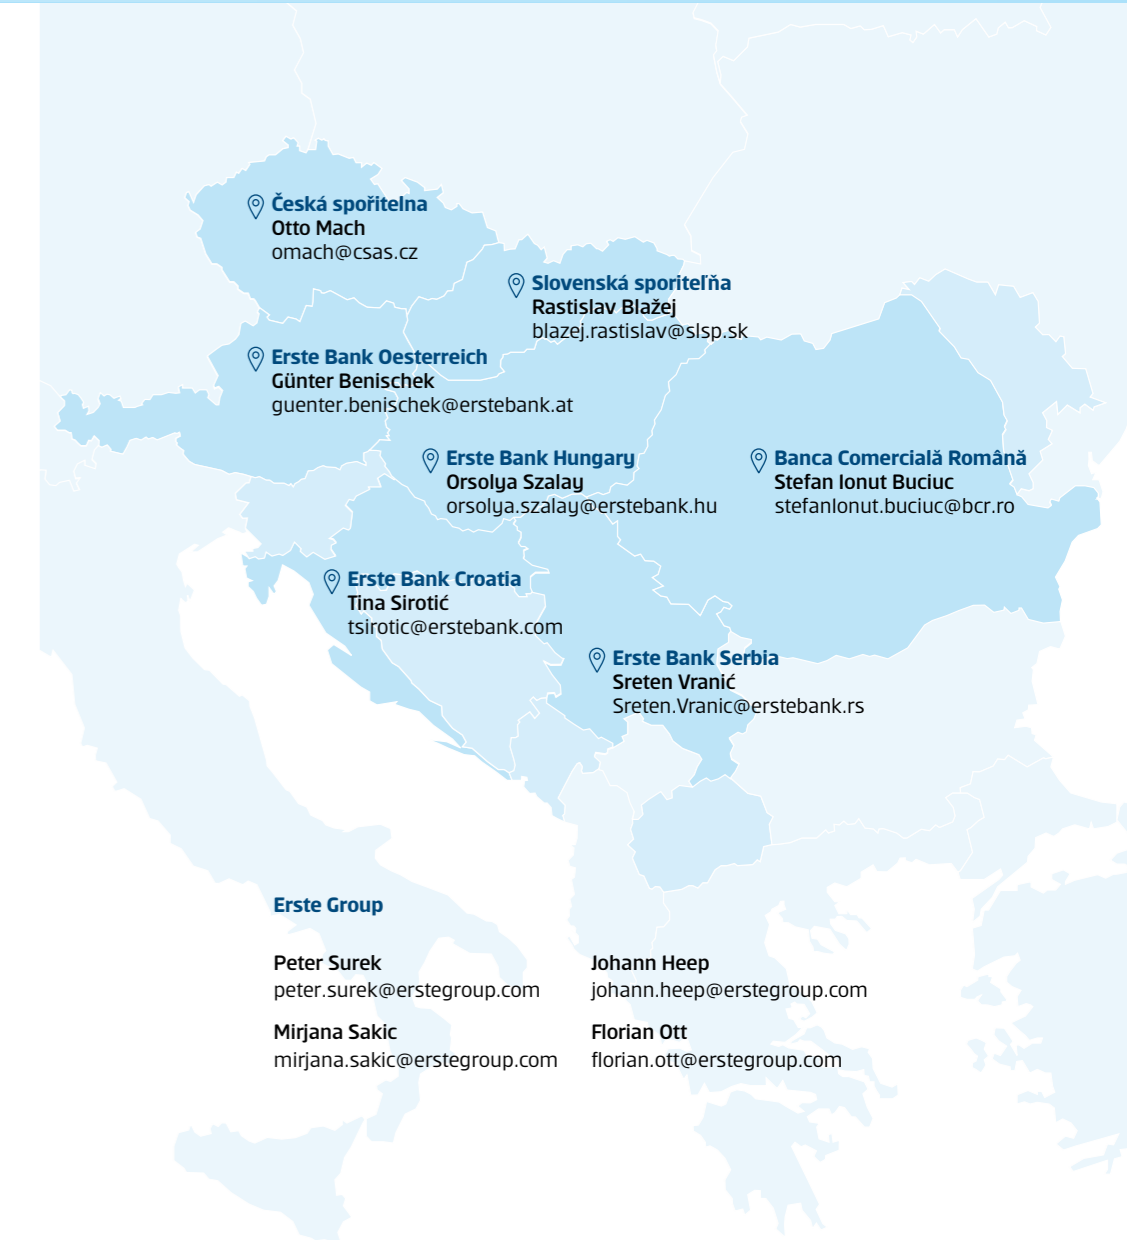 Česká spořitelna
Otto Mach
omach@csas.cz
Slovenská sporiteľňa
Rastislav Blažej
blazej.rastislav@slsp.sk
Erste Bank Oesterreich
Günter Benischek
guenter.benischek@erstebank.at
Erste Bank Hungary
Orsolya Szalay
orsolya.szalay@erstebank.hu
Banca Comercială Română
Stefan Ionut Buciuc
stefanIonut.buciuc@bcr.ro
Erste Bank Croatia
Tina Sirotić
tsirotic@erstebank.com
Erste Bank Serbia
Sreten Vranić
Sreten.Vranic@erstebank.rs
Erste Group
Peter Surek
peter.surek@erstegroup.com
Mirjana Sakic
mirjana.sakic@erstegroup.com
Johann Heep
johann.heep@erstegroup.com
Florian Ott
florian.ott@erstegroup.com